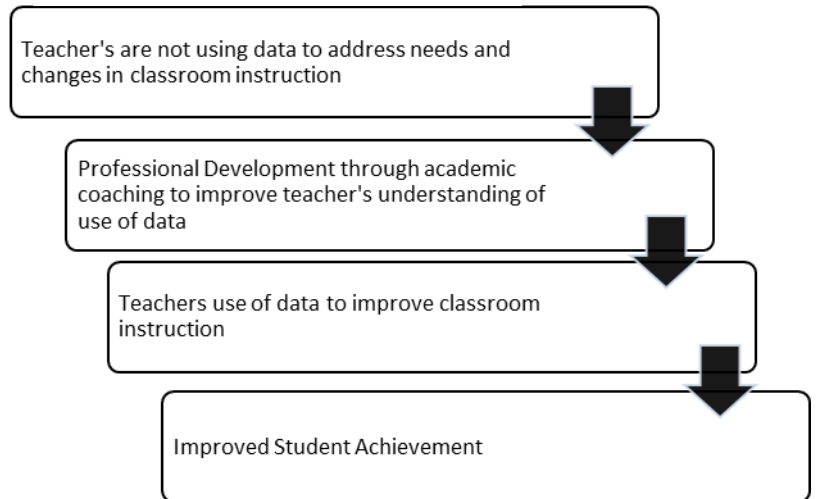 Teacher's are not using data to address needs and
changes in classroom instruction
Professional Development through academic
coaching to improve teacher's understanding of
use of data
Teachers use of data to improve classroom
instruction
Improved Student Achievement